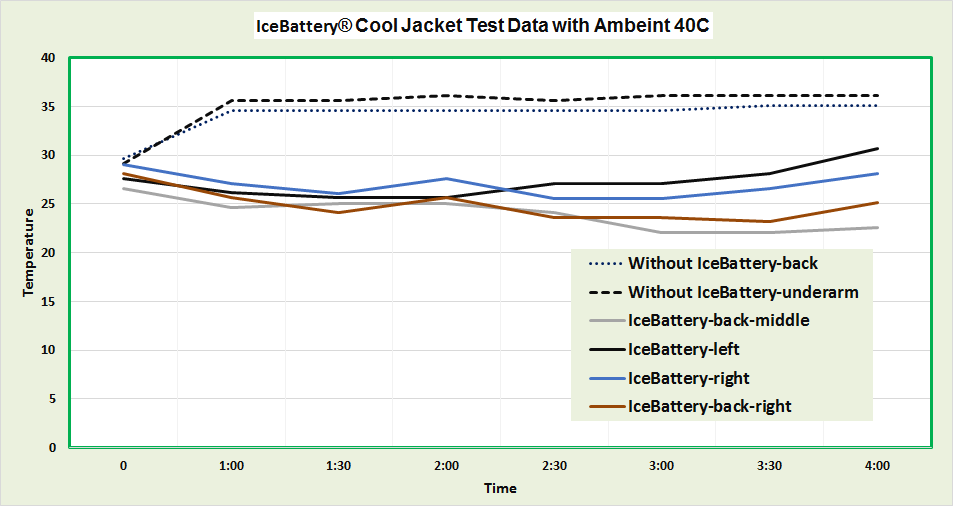 IceBattery® Cool Jacket Test Data with Ambeint 40C
40
35
30
25
20
15
10
5
0
Temperature
Without IceBattery-back
Without IceBattery-underarm
IceBattery-back-middle
IceBattery-left
IceBattery-right
IceBattery-back-right
0 1:00 1:30 2:00 2:30 3:00 3:30 4:00
Time